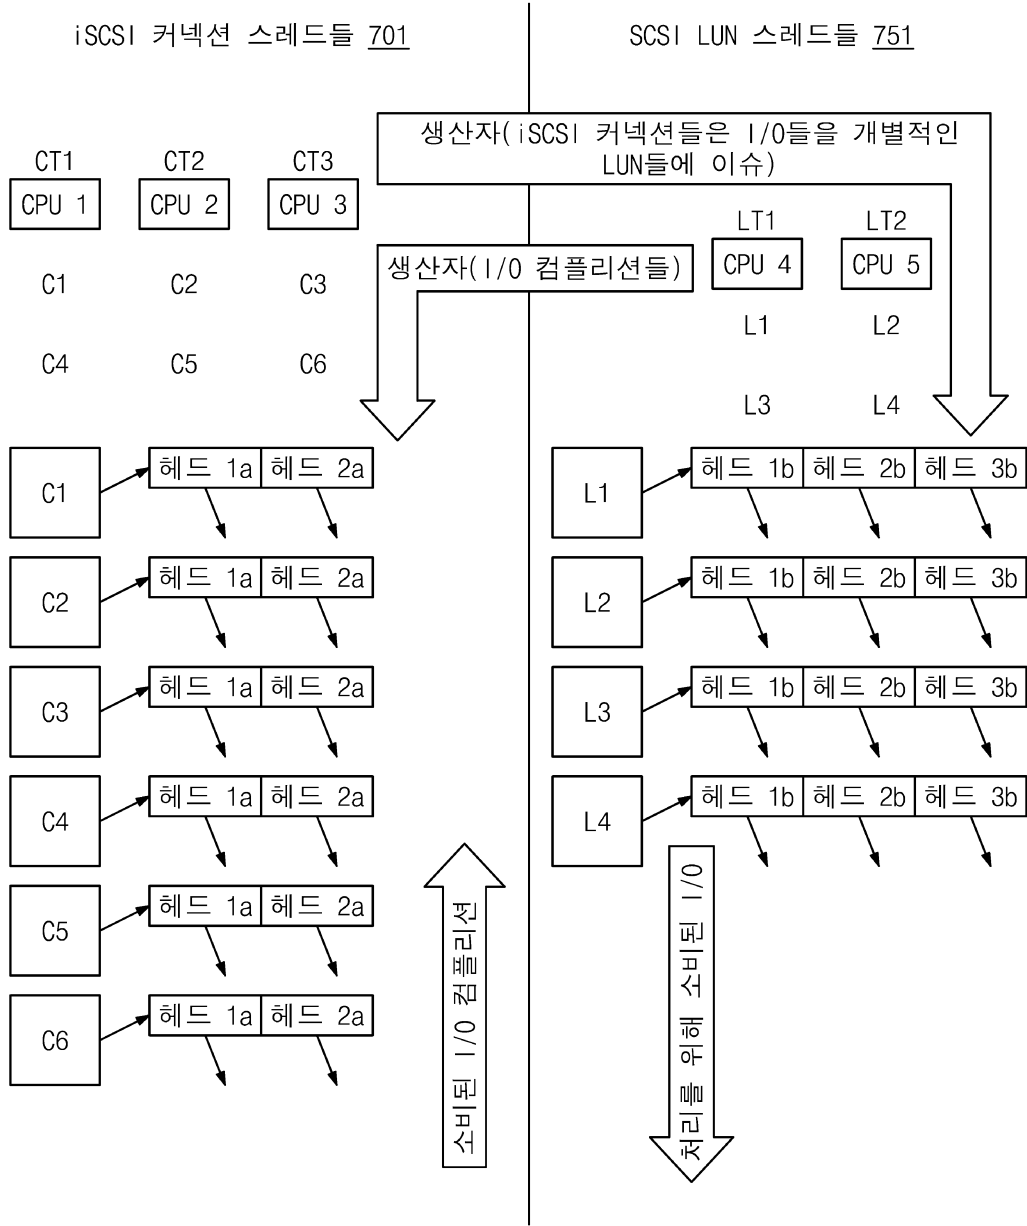 iSCSI 커넥션 스레드들 701
SCSI LUN 스레드들 751
생산자(iSCSI 커넥션들은 I/O들을 개별적인
LUN들에 이슈)
CT1 CT2 CT3
CPU 1 CPU 2 CPU 3
LT1 LT2
CPU 4 CPU 5
생산자(I/O 컴플리션들)
C1 C2 C3
L1 L2
C4 C5 C6
L3 L4
C1 헤드 1a 헤드 2a
C2 헤드 1a 헤드 2a
C3 헤드 1a 헤드 2a
C4 헤드 1a 헤드 2a
C5 헤드 1a 헤드 2a
C6 헤드 1a 헤드 2a
소비된 I/O 컴플리션
L1 헤드 1b 헤드 2b 헤드 3b
L2 헤드 1b 헤드 2b 헤드 3b
L3 헤드 1b 헤드 2b 헤드 3b
L4 헤드 1b 헤드 2b 헤드 3b
처리를 위해 소비된 I/O